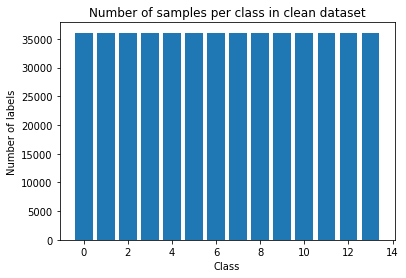 Number of samples per class in clean dataset
Number of labels
35000
30000
25000
20000
15000
10000
5000
0
0 2 4 6 8 10 12 14
Class